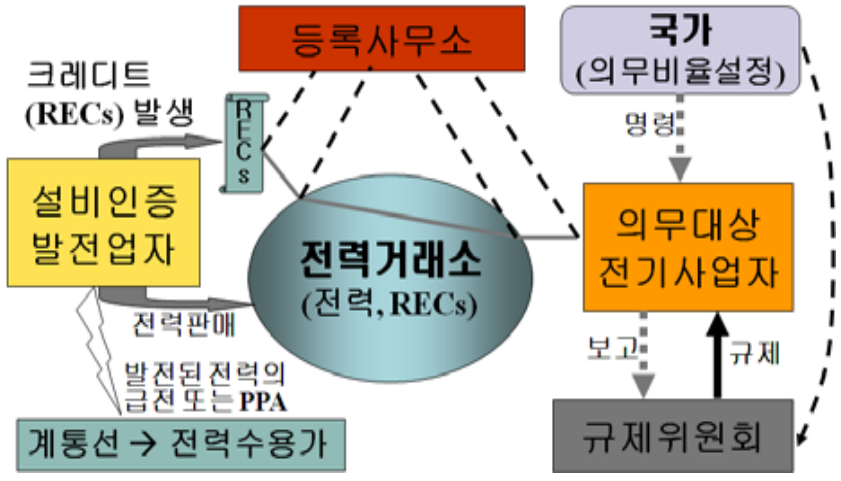 등록사무소
국가
(의무비율설정)
크레디트
(RECs) 발생
RECs
명령
설비인증
발전업자
의무대상
전기사업자
전력거래소
(전력, RECs)
전력판매
보고
규제
발전된 전력의
급전 또는 PPA
계통선 → 전력수용가
규제위원회